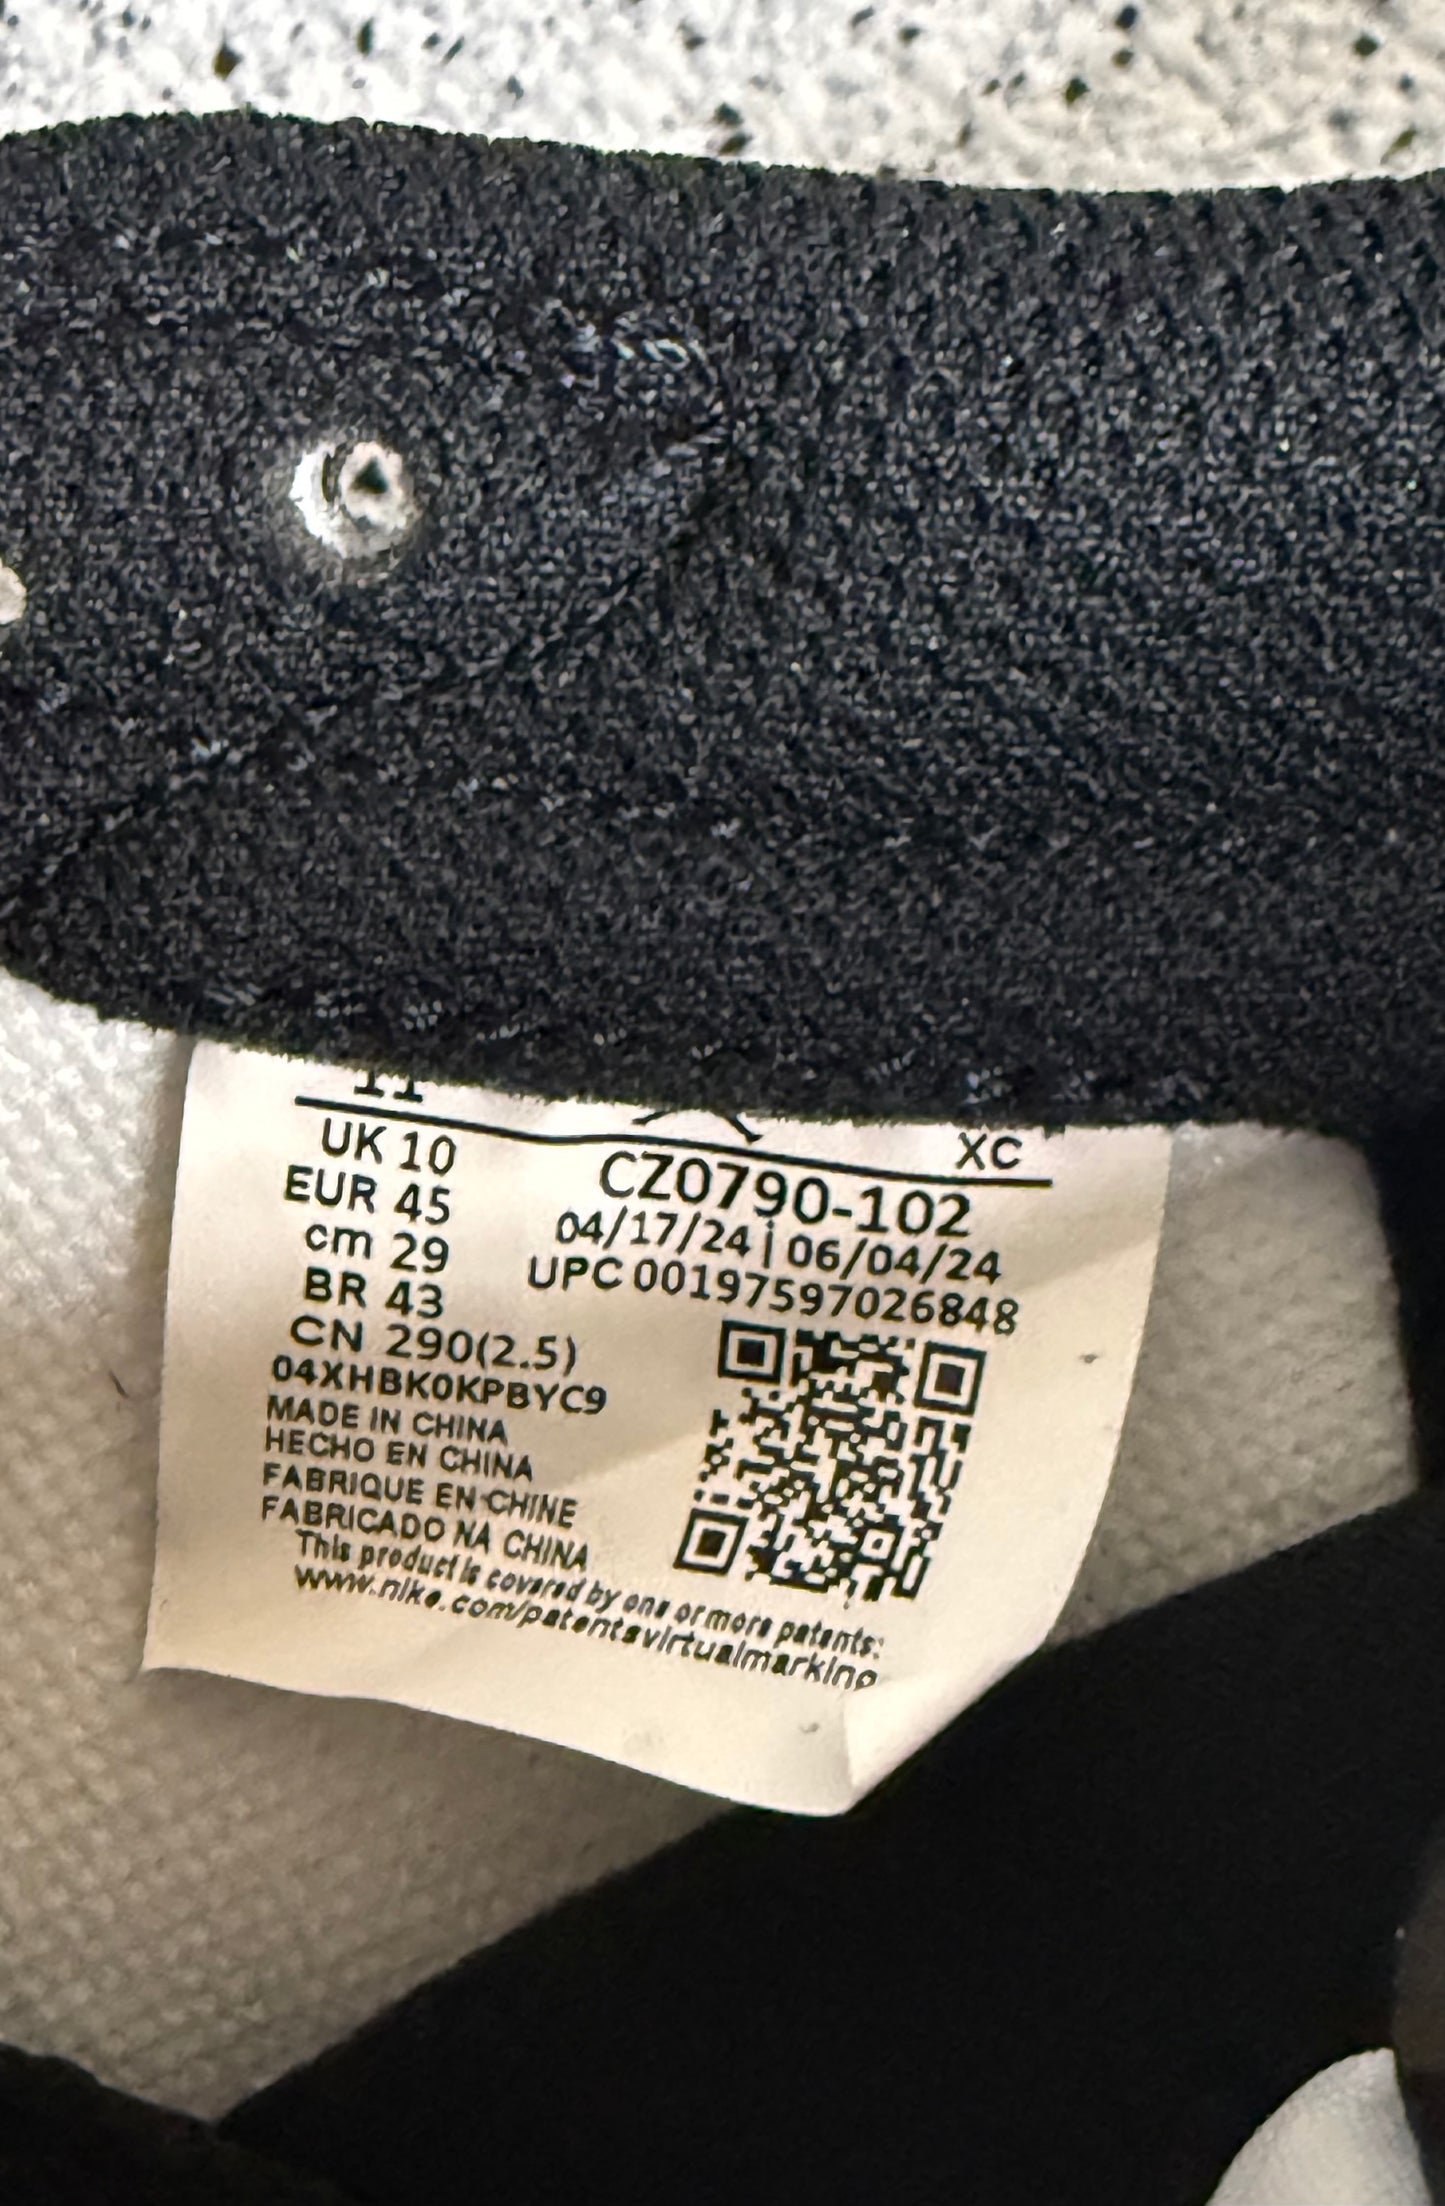 11
XC
UK 10
EUR 45
cm 29
BR 43
CN 290(2.5)
CZ0790-102
04/17/24 | 06/04/24
UPC 00197597026848
04XHBK0KPBYC9
MADE IN CHINA
HECHO EN CHINA
FABRIQUE EN CHINE
FABRICADO NA CHINA
This product is covered by one or more patents:
www.nike.com/patentsvirtualmarking